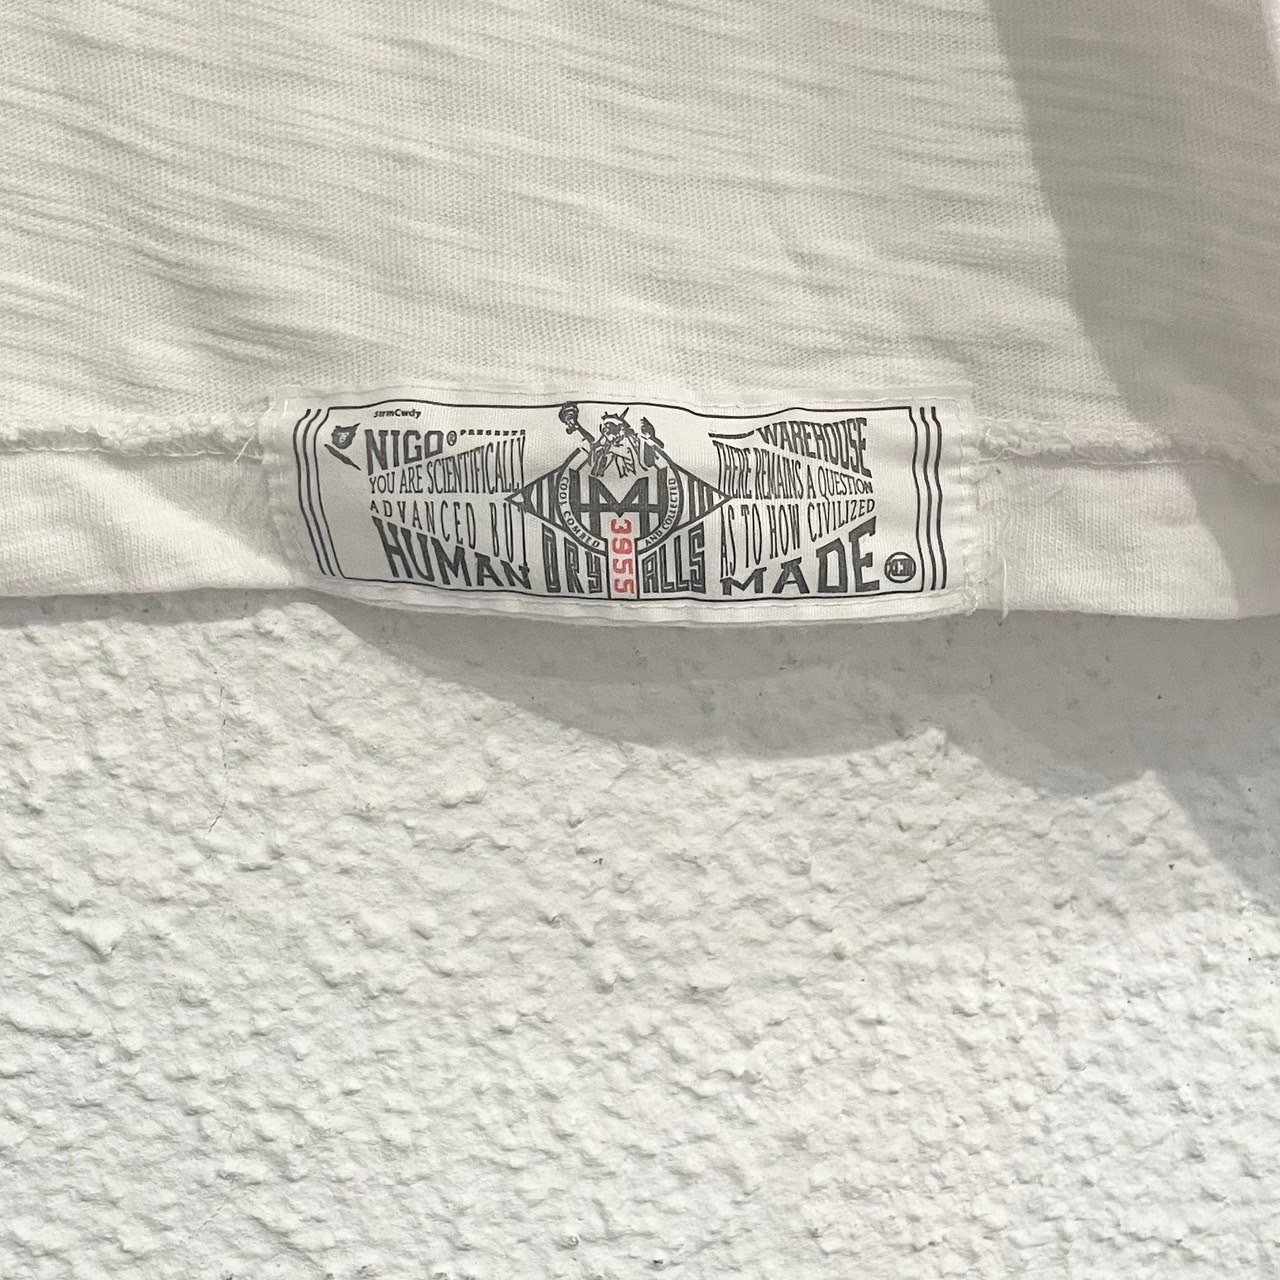 strmCwdy
NIGO® PRESENTS
YOU ARE SCIENTIFICALLY
ADVANCED BUT
HUMAN
COOL COMBED AND COLLECTED
HM
DRY ALLS
3955
WAREHOUSE
THERE REMAINS A QUESTION
AS TO HOW CIVILIZED
MADE